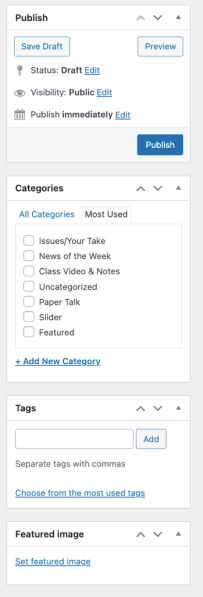 Publish
Save Draft Preview
Status: Draft Edit
Visibility: Public Edit
Publish immediately Edit
Publish
Categories
All Categories Most Used
Issues/Your Take
News of the Week
Class Video & Notes
Uncategorized
Paper Talk
Slider
Featured
+ Add New Category
Tags
Add
Separate tags with commas
Choose from the most used tags
Featured image
Set featured image